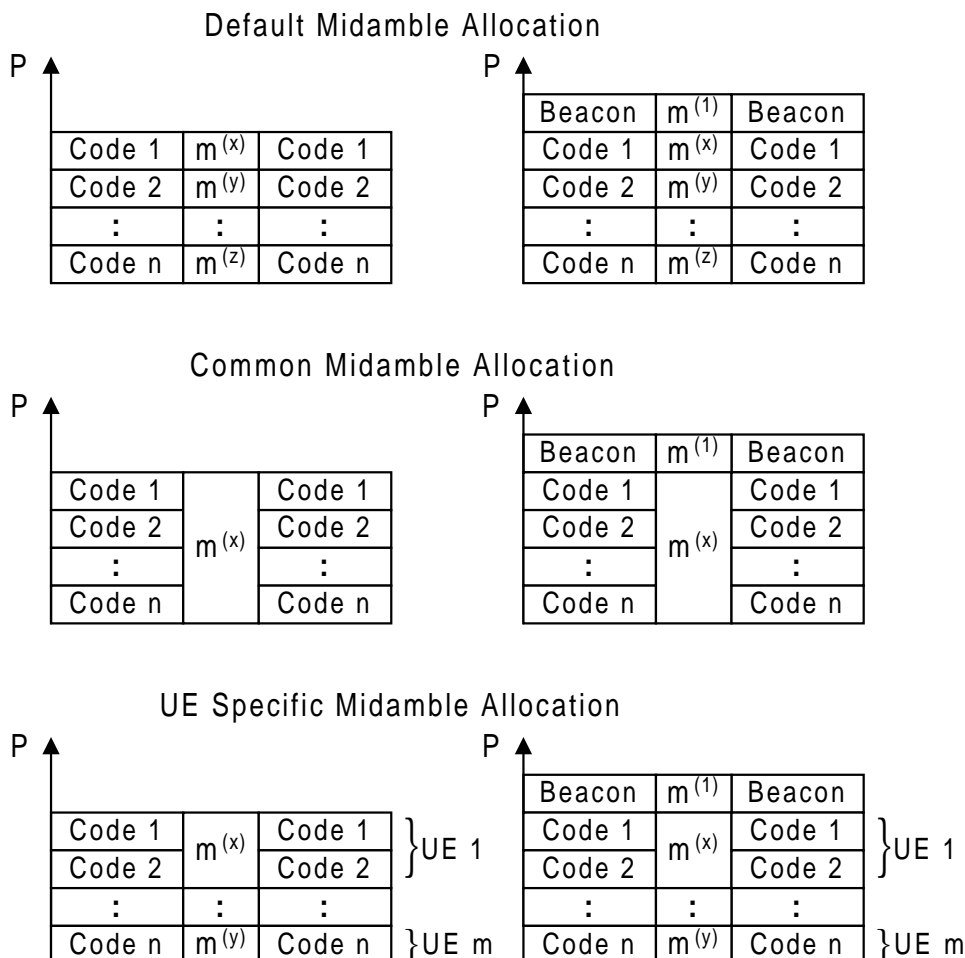 Default Midamble Allocation
P P
Beacon m(1) Beacon
Code 1 m(x) Code 1 Code 1 m(x) Code 1
Code 2 m(y) Code 2 Code 2 m(y) Code 2
: : : : : :
Code n m(z) Code n Code n m(z) Code n
Common Midamble Allocation
P P
Beacon m(1) Beacon
Code 1 Code 1 Code 1 Code 1
Code 2 Code 2 Code 2 Code 2
m(x) m(x)
: : : :
Code n Code n Code n Code n
UE Specific Midamble Allocation
P P
Beacon m(1) Beacon
Code 1 Code 1 Code 1 Code 1
m(x) } UE 1 m(x) } UE 1
Code 2 Code 2 Code 2 Code 2
: : : : : :
Code n m(y) Code n } UE m Code n m(y) Code n } UE m